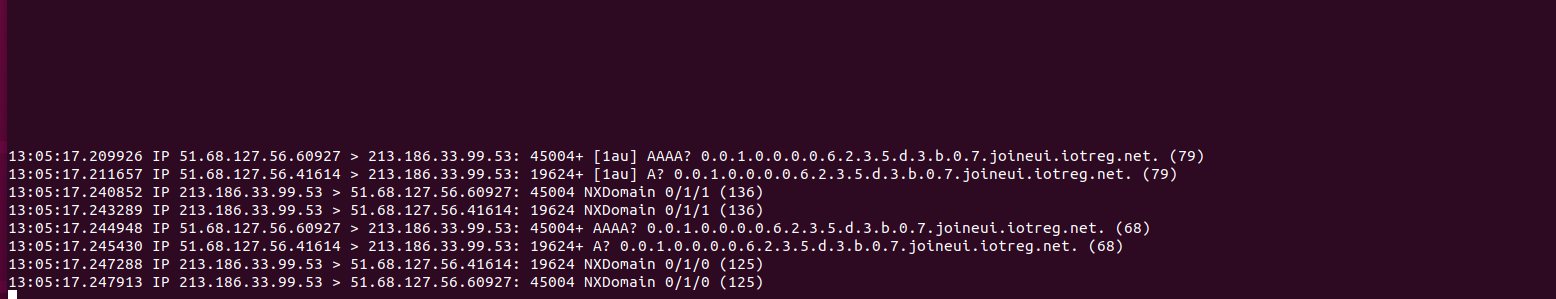 13:05:17.209926 IP 51.68.127.56.60927 > 213.186.33.99.53: 45004+ [1au] AAAA? 0.0.1.0.0.0.0.6.2.3.5.d.3.b.0.7.joineui.iotreg.net. (79)
13:05:17.211657 IP 51.68.127.56.41614 > 213.186.33.99.53: 19624+ [1au] A? 0.0.1.0.0.0.0.6.2.3.5.d.3.b.0.7.joineui.iotreg.net. (79)
13:05:17.240852 IP 213.186.33.99.53 > 51.68.127.56.60927: 45004 NXDomain 0/1/1 (136)
13:05:17.243289 IP 213.186.33.99.53 > 51.68.127.56.41614: 19624 NXDomain 0/1/1 (136)
13:05:17.244948 IP 51.68.127.56.60927 > 213.186.33.99.53: 45004+ AAAA? 0.0.1.0.0.0.0.6.2.3.5.d.3.b.0.7.joineui.iotreg.net. (68)
13:05:17.245430 IP 51.68.127.56.41614 > 213.186.33.99.53: 19624+ A? 0.0.1.0.0.0.0.6.2.3.5.d.3.b.0.7.joineui.iotreg.net. (68)
13:05:17.247288 IP 213.186.33.99.53 > 51.68.127.56.41614: 19624 NXDomain 0/1/0 (125)
13:05:17.247913 IP 213.186.33.99.53 > 51.68.127.56.60927: 45004 NXDomain 0/1/0 (125)